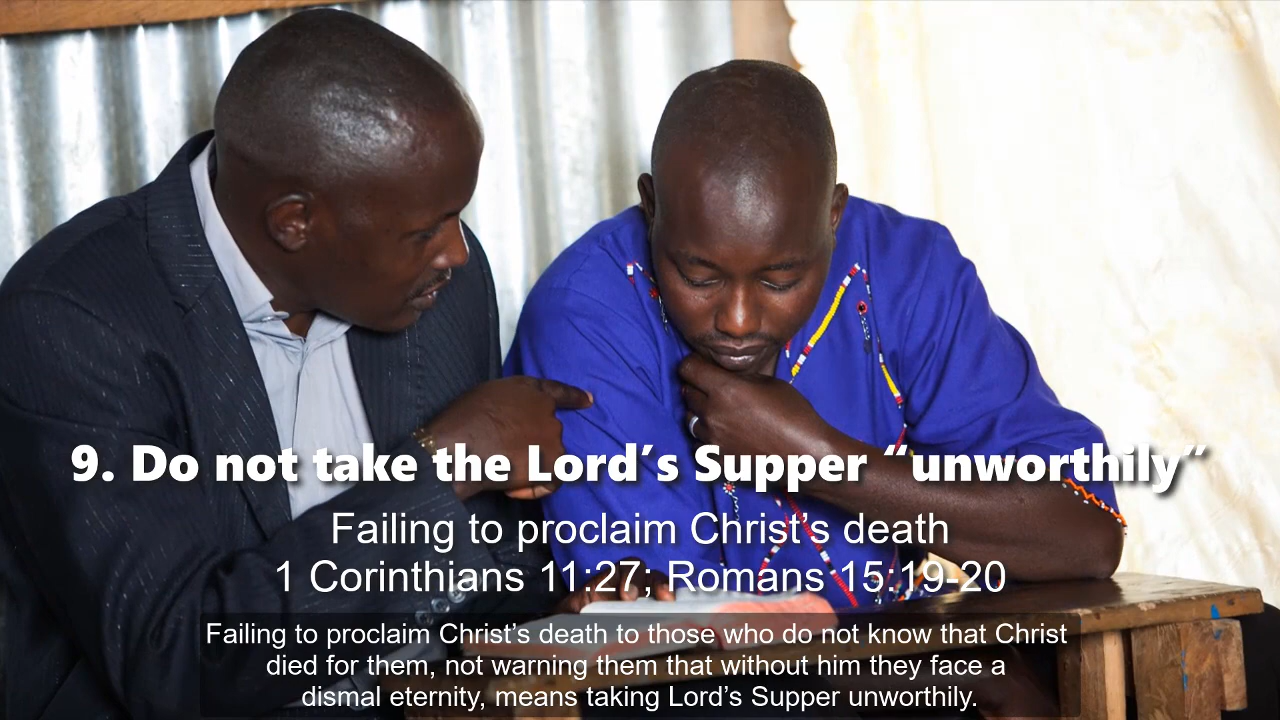 9. Do not take the Lord’s Supper “unworthily”
Failing to proclaim Christ’s death
1 Corinthians 11:27; Romans 15:19-20
Failing to proclaim Christ’s death to those who do not know that Christ
died for them, not warning them that without him they face a
dismal eternity, means taking Lord’s Supper unworthily.